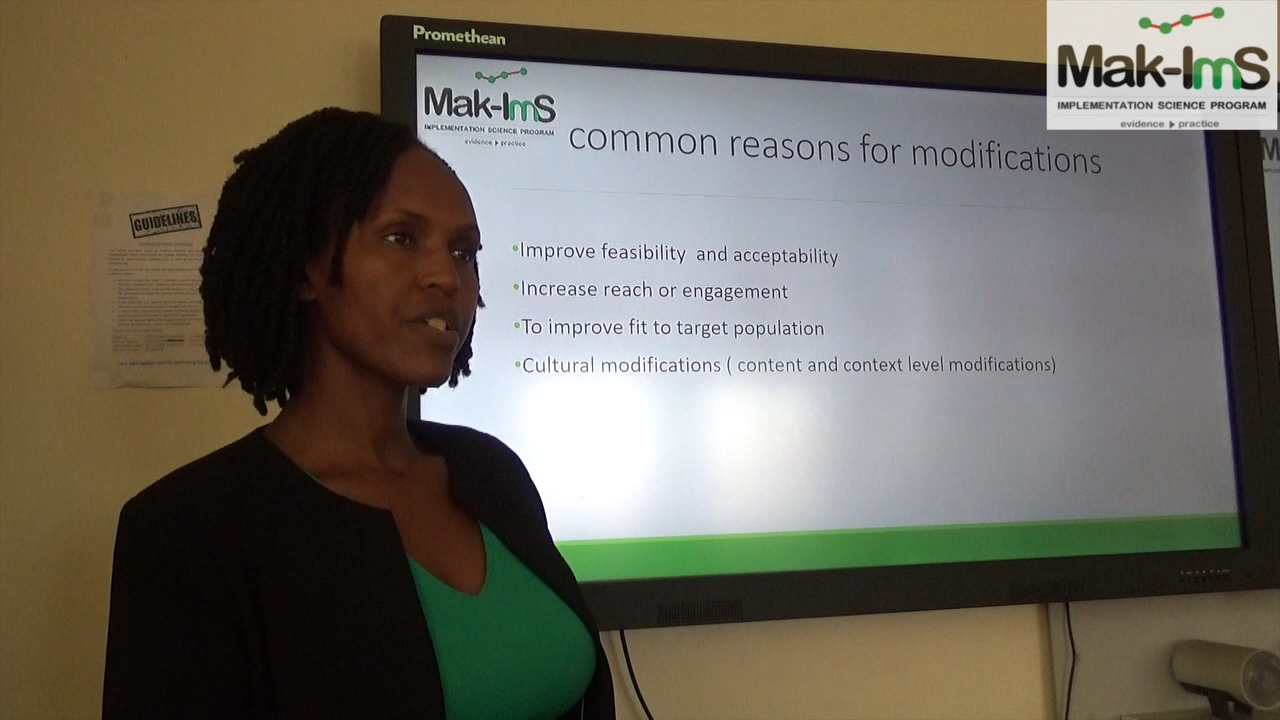 Promethean
Mak-ImS
IMPLEMENTATION SCIENCE PROGRAM
evidence practice
Mak-ImS
IMPLEMENTATION SCIENCE PROGRAM
evidence practice
common reasons for modifications
GUIDELINES
•Improve feasibility and acceptability
•Increase reach or engagement
•To improve fit to target population
•Cultural modifications ( content and context level modifications)